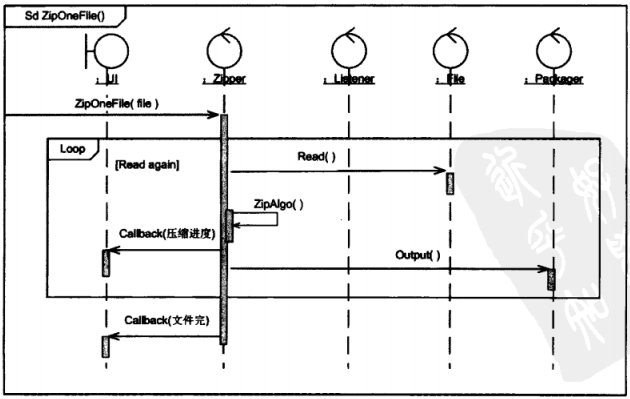 Sd ZipOneFile()
: UI
: Zipper
: Listener
: File
: Packager
ZipOneFile( file )
Loop
[Read again]
Read( )
ZipAlgo( )
Callback(压缩进度)
Output( )
Callback(文件完)